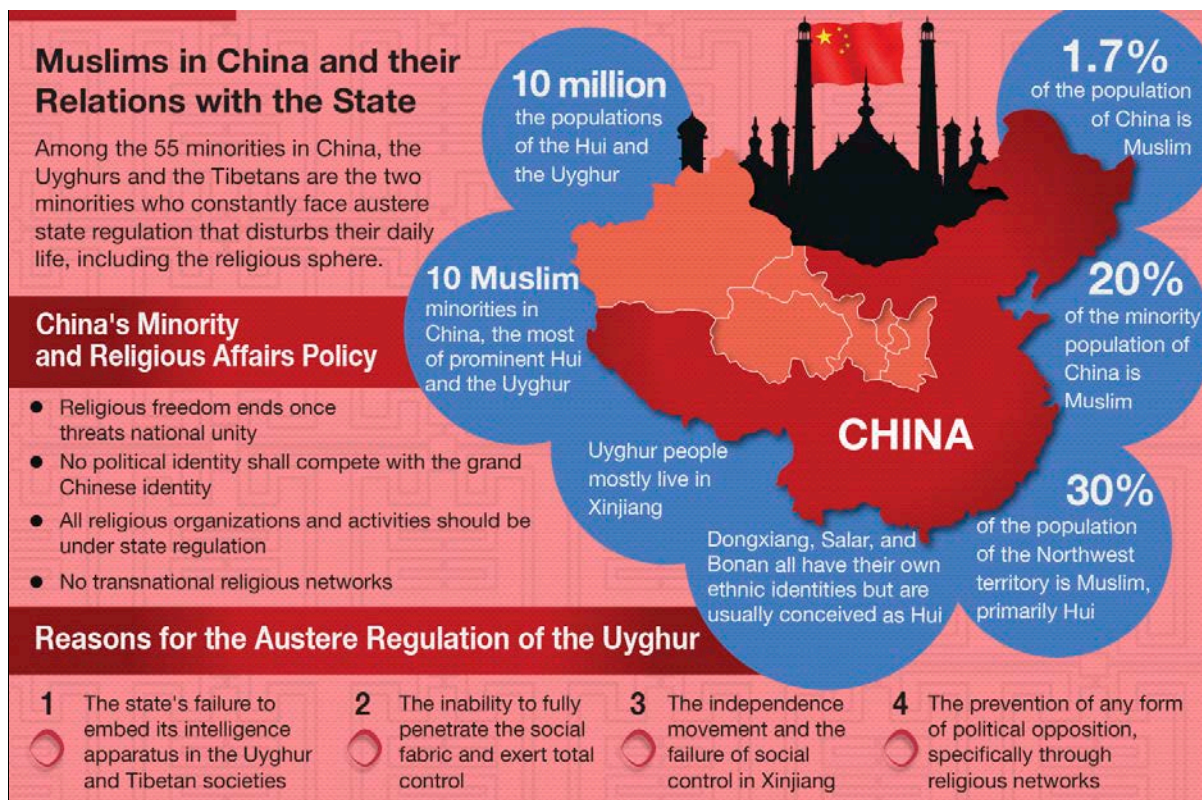 Muslims in China and their
Relations with the State
Among the 55 minorities in China, the
Uyghurs and the Tibetans are the two
minorities who constantly face austere
state regulation that disturbs their daily
life, including the religious sphere.
China's Minority
and Religious Affairs Policy
Religious freedom ends once
threats national unity
No political identity shall compete with the grand
Chinese identity
All religious organizations and activities should be
under state regulation
No transnational religious networks
10 million
the populations
of the Hui and
the Uyghur
10 Muslim
minorities in
China, the most
of prominent Hui
and the Uyghur
Uyghur people
mostly live in
Xinjiang
Dongxiang, Salar, and
Bonan all have their own
ethnic identities but are
usually conceived as Hui
1.7%
of the population
of China is
Muslim
20%
of the minority
population of
China is
Muslim
30%
of the population
of the Northwest
territory is Muslim,
primarily Hui
CHINA
Reasons for the Austere Regulation of the Uyghur
1
The state's failure to
embed its intelligence
apparatus in the Uyghur
and Tibetan societies
2
The inability to fully
penetrate the social
fabric and exert total
control
3
The independence
movement and the
failure of social
control in Xinjiang
4
The prevention of any form
of political opposition,
specifically through
religious networks